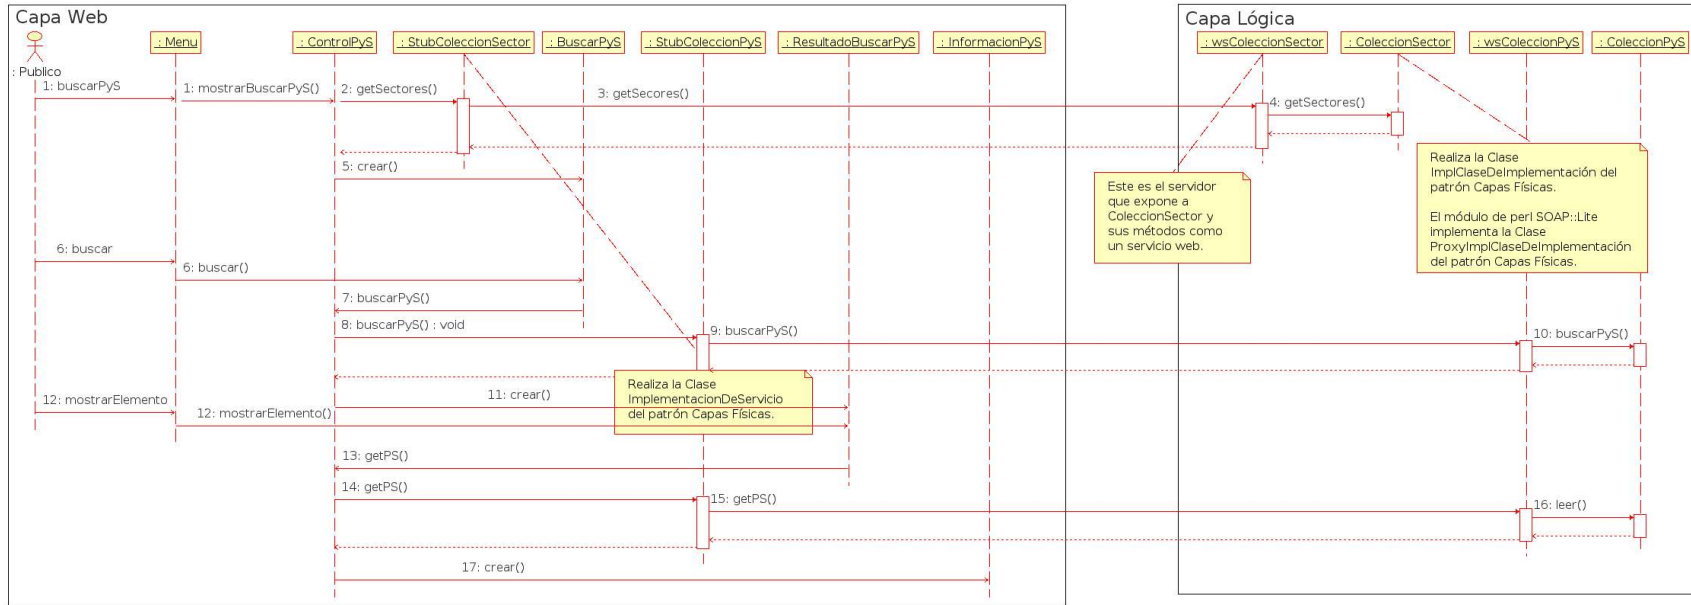 Capa Web
Capa Lógica
: Publico
: Menu
: ControlPyS
: StubColeccionSector
: BuscarPyS
: StubColeccionPyS
: ResultadoBuscarPyS
: InformacionPyS
: wsColeccionSector
: ColeccionSector
: wsColeccionPyS
: ColeccionPyS
1: buscarPyS
1: mostrarBuscarPyS()
2: getSectores()
3: getSecores()
4: getSectores()
5: crear()
Este es el servidor
que expone a
ColeccionSector y
sus métodos como
un servicio web.
Realiza la Clase
ImplClaseDeImplementación del
patrón Capas Físicas.
El módulo de perl SOAP::Lite
implementa la Clase
ProxyImplClaseDeImplementación
del patrón Capas Físicas.
6: buscar
6: buscar()
7: buscarPyS()
8: buscarPyS() : void
9: buscarPyS()
10: buscarPyS()
Realiza la Clase
ImplementacionDeServicio
del patrón Capas Físicas.
11: crear()
12: mostrarElemento
12: mostrarElemento()
13: getPS()
14: getPS()
15: getPS()
16: leer()
17: crear()